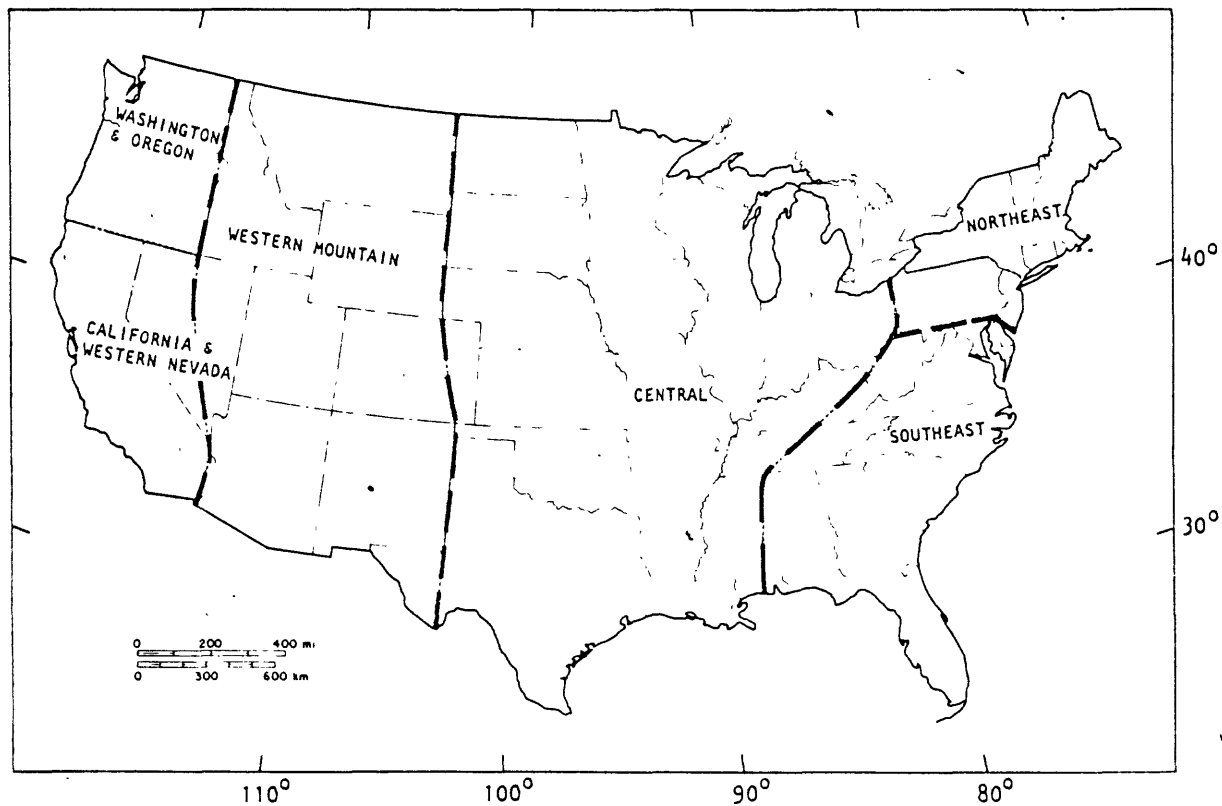 WASHINGTON
& OREGON
WESTERN MOUNTAIN
NORTHEAST
40°
CALIFORNIA &
WESTERN NEVADA
CENTRAL
SOUTHEAST
30°
0 200 400 mi
0 300 600 km
110° 100° 90° 80°